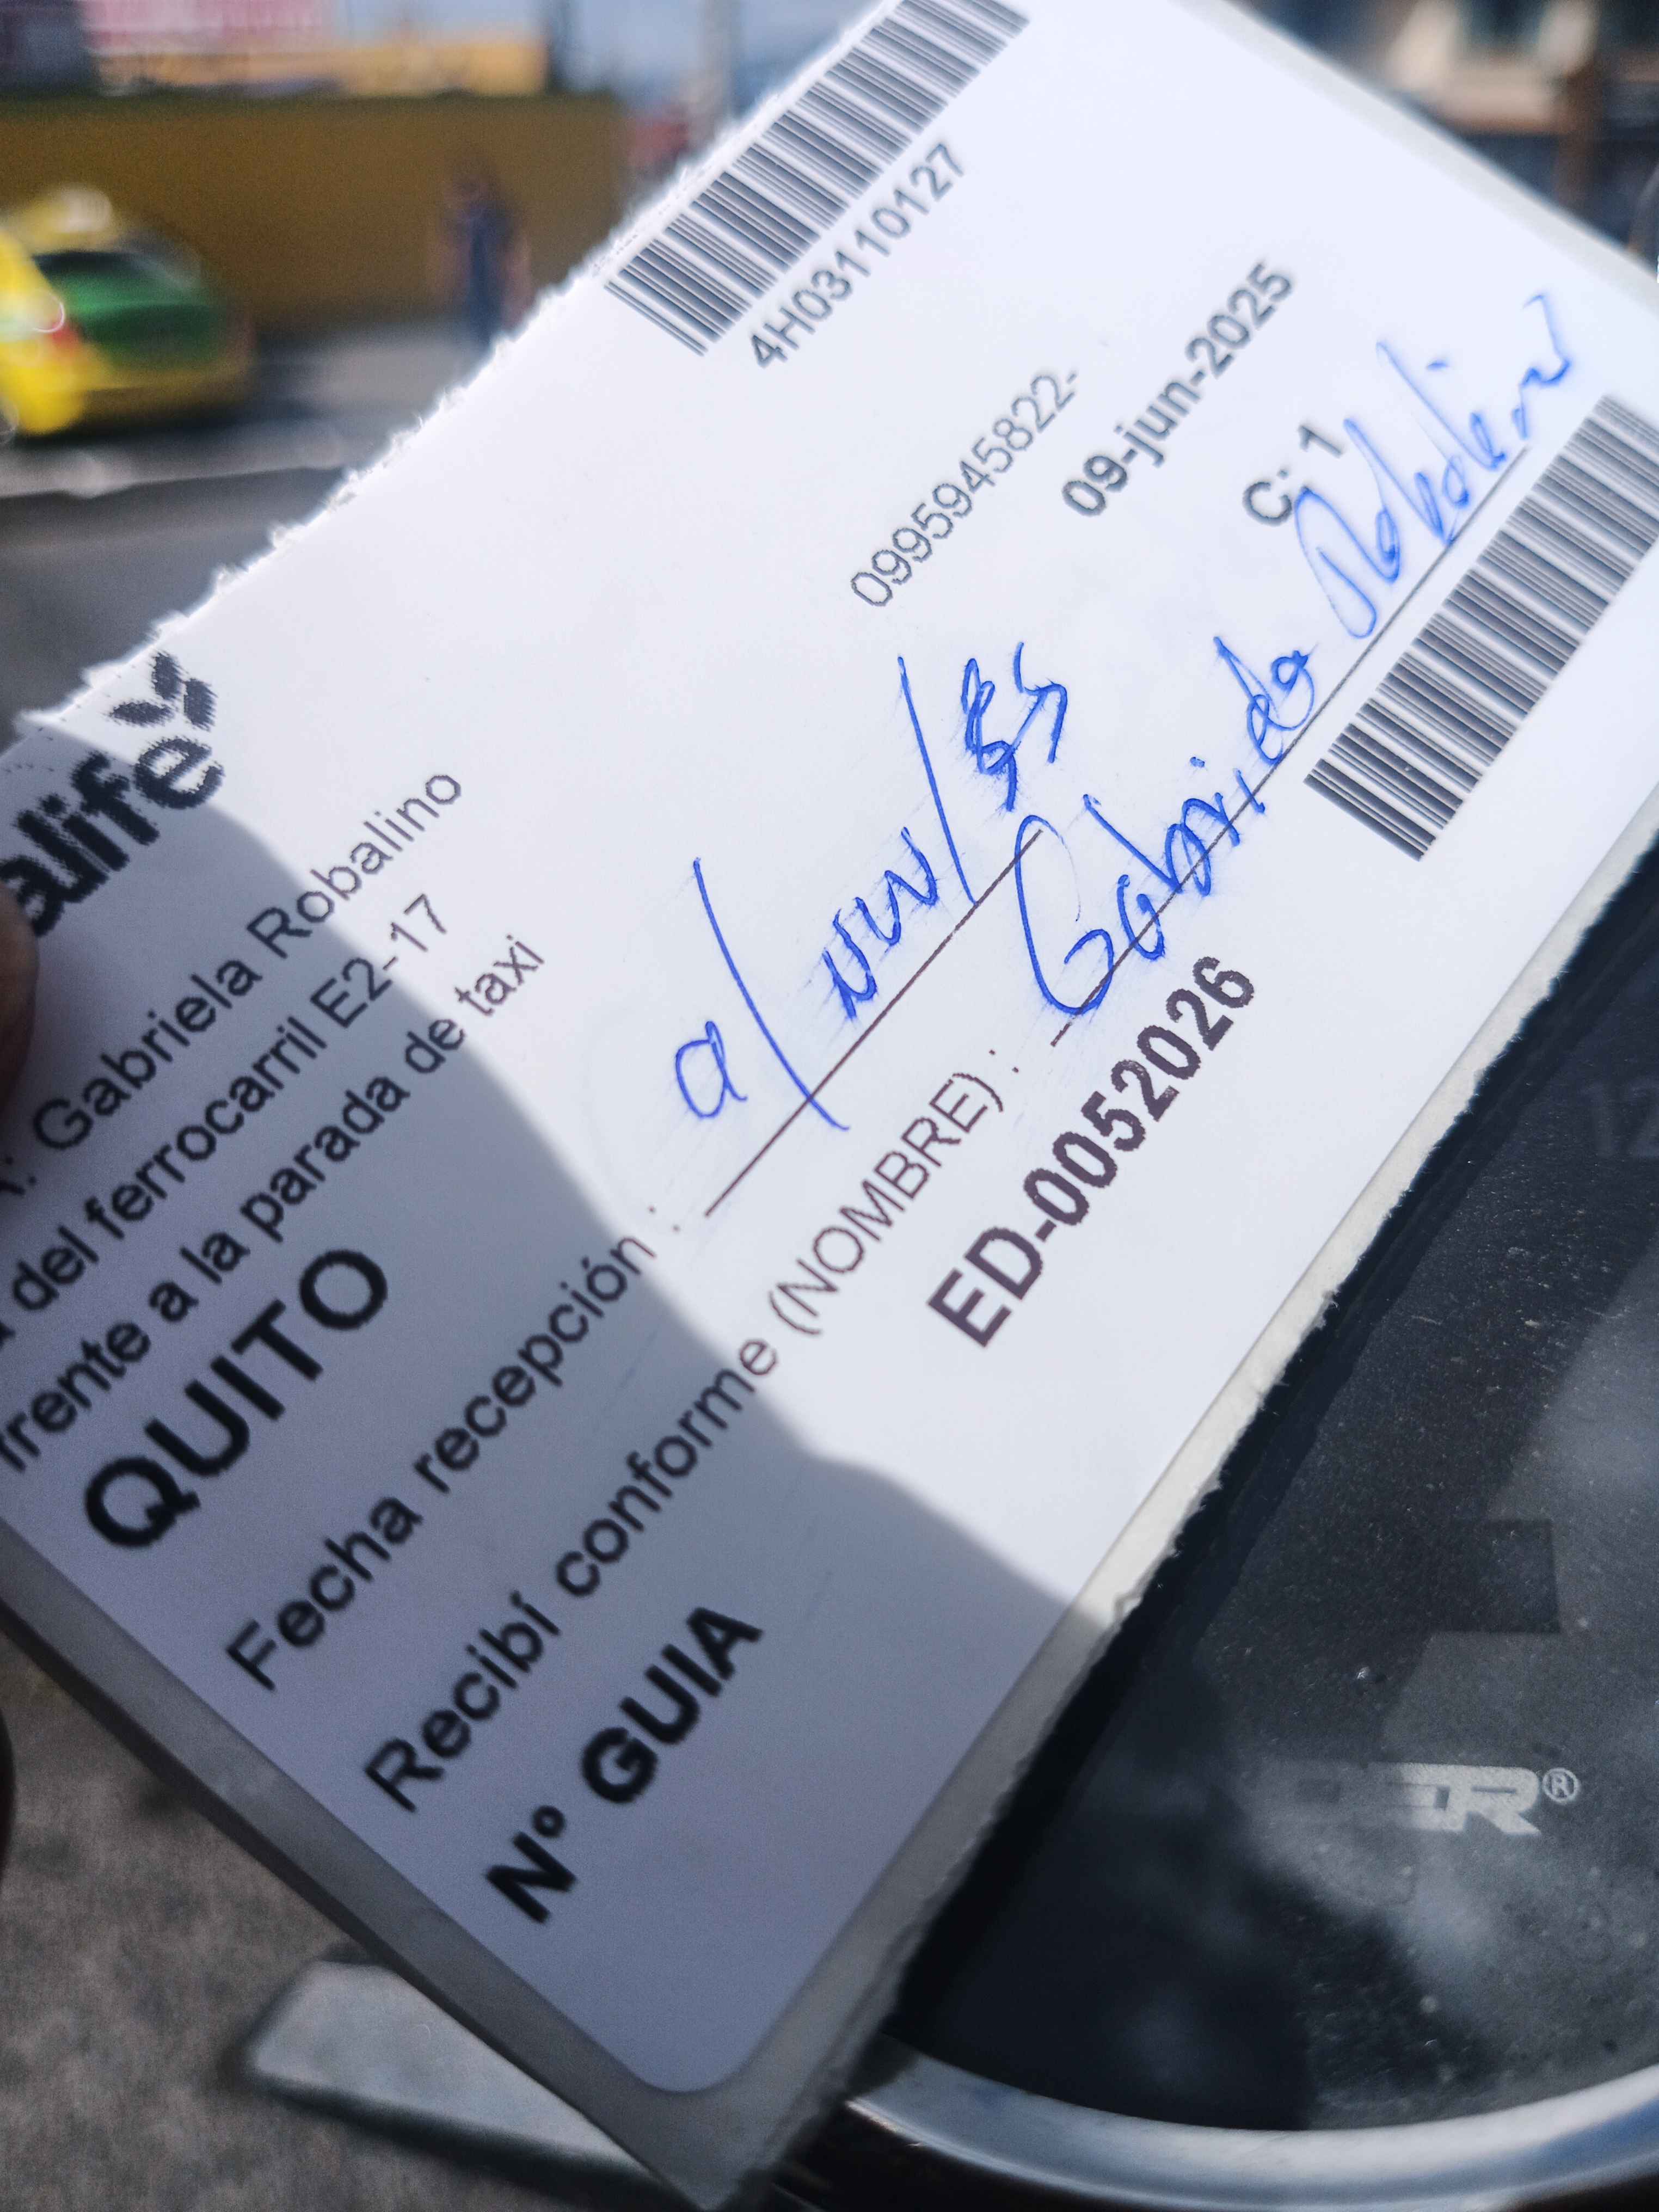 4H03110127
alife
: Gabriela Robalino
0995945822-
del ferrocarril E2-17
frente a la parada de taxi
09-jun-2025
QUITO
C: 1
Fecha recepción :
Recibí conforme (NOMBRE) : Gabriela Robalino
Nº GUIA ED-0052026
ER®